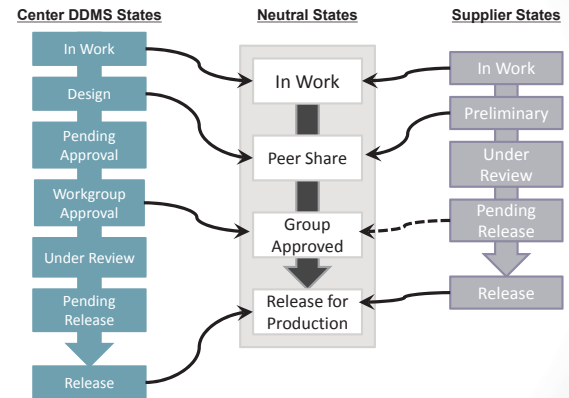 Center DDMS States
Neutral States
Supplier States
In Work
Design
Pending
Approval
Workgroup
Approval
Under Review
Pending
Release
Release
In Work
Peer Share
Group
Approved
Release for
Production
In Work
Preliminary
Under
Review
Pending
Release
Release